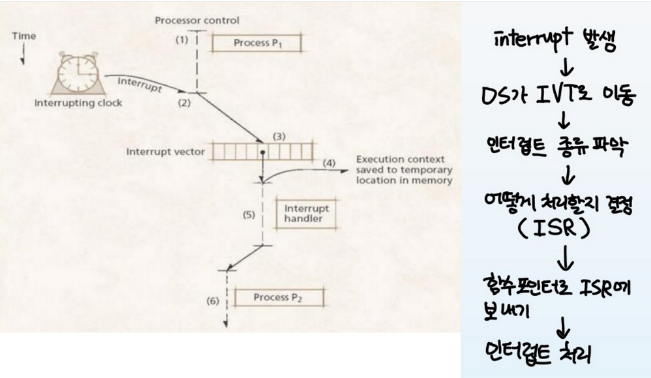 Processor control
Time
(1)
Process P1
Interrupt
Interrupting clock
(2)
(3)
Interrupt vector
(4)
Execution context
saved to temporary
location in memory
(5)
Interrupt
handler
(6)
Process P2
interrupt 발생
OS가 IVT로 이동
인터럽트 종류 파악
어떻게 처리할지 결정
(ISR)
함수포인터로 ISR에
보내기
인터럽트 처리